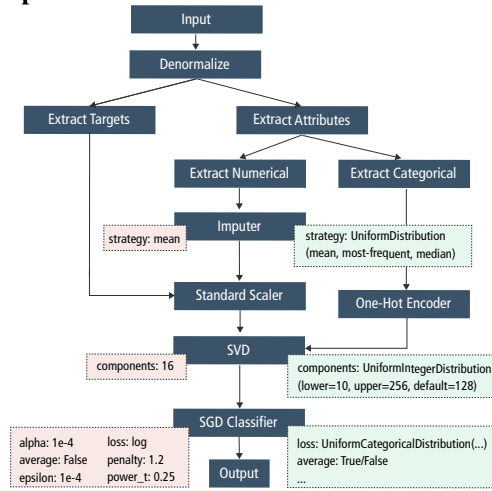 Input
Denormalize
Extract Targets
Extract Attributes
Extract Numerical
Extract Categorical
strategy: mean
Imputer
strategy: UniformDistribution
(mean, most-frequent, median)
Standard Scaler
One-Hot Encoder
SVD
components: 16
components: UniformIntegerDistribution
(lower=10, upper=256, default=128)
SGD Classifier
alpha: 1e-4 loss: log
average: False penalty: 1.2
epsilon: 1e-4 power_t: 0.25
Output
loss: UniformCategoricalDistribution(...)
average: True/False
...